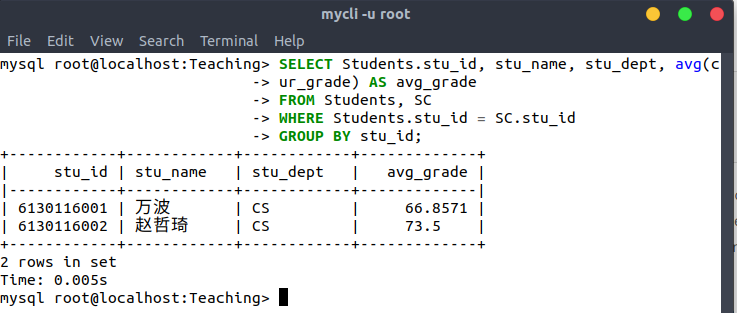 mycli -u root
File Edit View Search Terminal Help
mysql root@localhost:Teaching> SELECT Students.stu_id, stu_name, stu_dept, avg(c
-> ur_grade) AS avg_grade
-> FROM Students, SC
-> WHERE Students.stu_id = SC.stu_id
-> GROUP BY stu_id;
+------------+------------+------------+-------------+
| stu_id | stu_name | stu_dept | avg_grade |
|------------+------------+------------+-------------|
| 6130116001 | 万波 | CS | 66.8571 |
| 6130116002 | 赵哲琦 | CS | 73.5 |
+------------+------------+------------+-------------+
2 rows in set
Time: 0.005s
mysql root@localhost:Teaching>